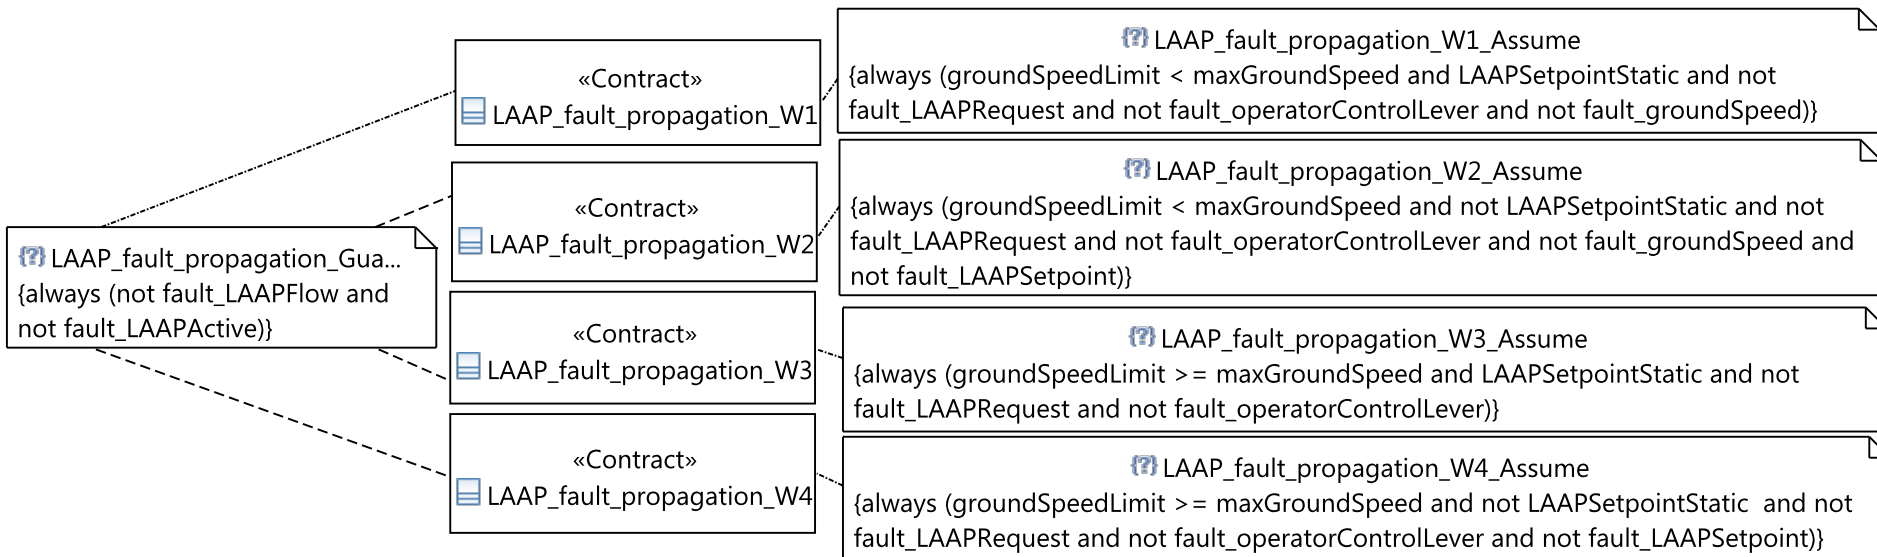 LAAP_fault_propagation_Gua...
{always (not fault_LAAPFlow and
not fault_LAAPActive)}
«Contract»
LAAP_fault_propagation_W1
«Contract»
LAAP_fault_propagation_W2
«Contract»
LAAP_fault_propagation_W3
«Contract»
LAAP_fault_propagation_W4
{?} LAAP_fault_propagation_W1_Assume
{always (groundSpeedLimit < maxGroundSpeed and LAAPSetpointStatic and not
fault_LAAPRequest and not fault_operatorControlLever and not fault_groundSpeed)}
{?} LAAP_fault_propagation_W2_Assume
{always (groundSpeedLimit < maxGroundSpeed and not LAAPSetpointStatic and not
fault_LAAPRequest and not fault_operatorControlLever and not fault_groundSpeed and
not fault_LAAPSetpoint)}
{?} LAAP_fault_propagation_W3_Assume
{always (groundSpeedLimit >= maxGroundSpeed and LAAPSetpointStatic and not
fault_LAAPRequest and not fault_operatorControlLever)}
{?} LAAP_fault_propagation_W4_Assume
{always (groundSpeedLimit >= maxGroundSpeed and not LAAPSetpointStatic  and not
fault_LAAPRequest and not fault_operatorControlLever and not fault_LAAPSetpoint)}